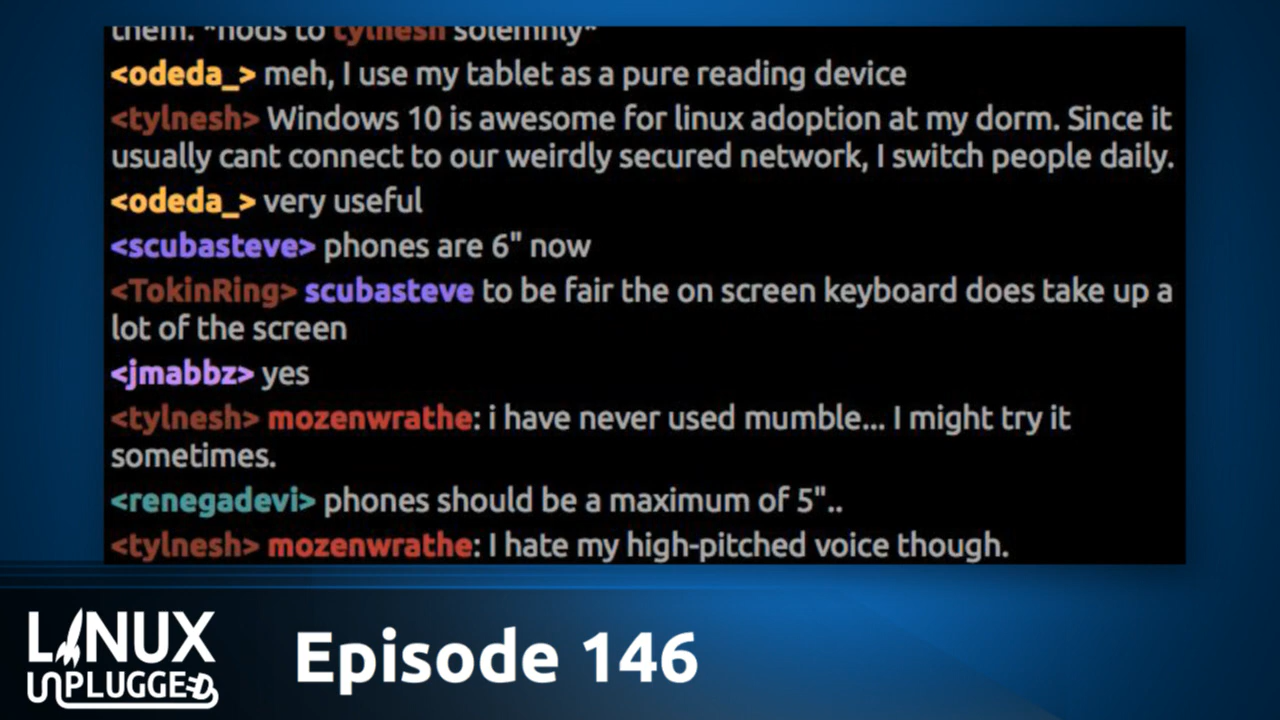 them. *nods to tylnesh solemnly*
<odeda_> meh, I use my tablet as a pure reading device
<tylnesh> Windows 10 is awesome for linux adoption at my dorm. Since it
usually cant connect to our weirdly secured network, I switch people daily.
<odeda_> very useful
<scubasteve> phones are 6" now
<TokinRing> scubasteve to be fair the on screen keyboard does take up a
lot of the screen
<jmabbz> yes
<tylnesh> mozenwrathe: i have never used mumble... I might try it
sometimes.
<renegadevi> phones should be a maximum of 5"..
<tylnesh> mozenwrathe: I hate my high-pitched voice though.
LINUX
UNPLUGGED
Episode 146